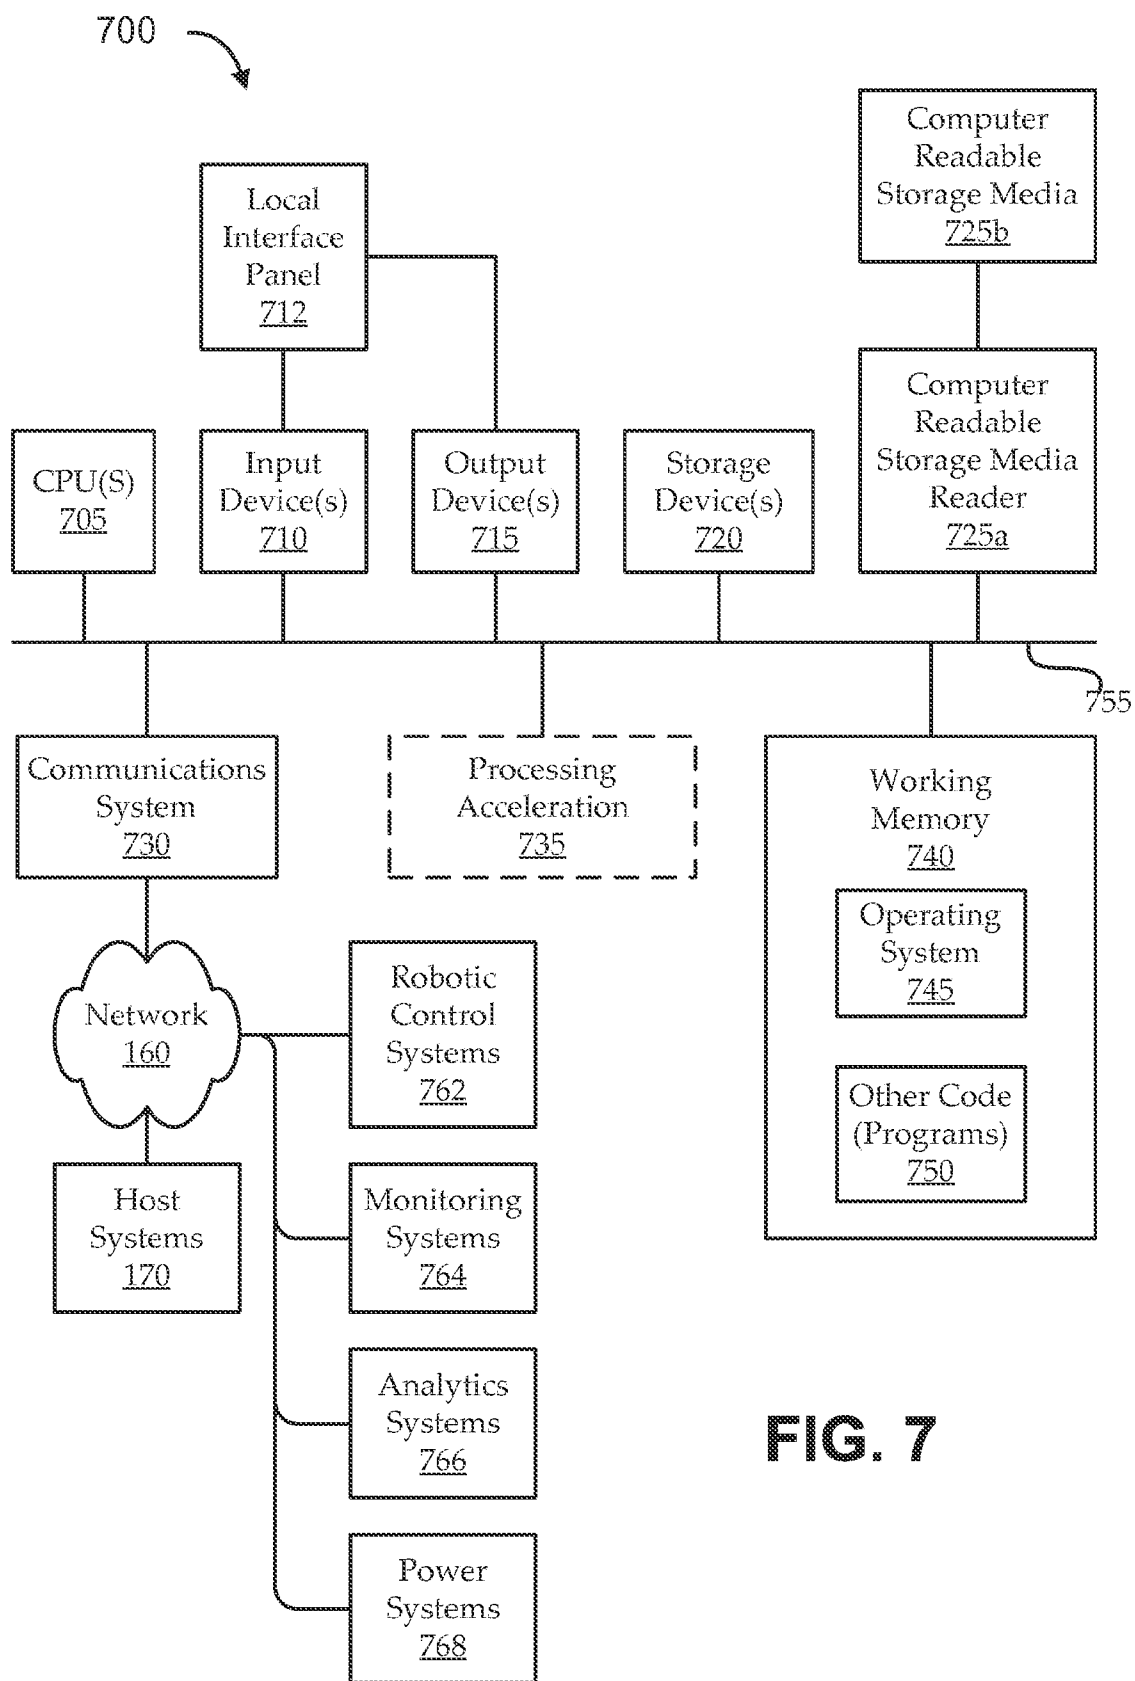 700
Computer
Readable
Storage Media
725b
Local
Interface
Panel
712
Computer
Readable
Storage Media
Reader
725a
CPU(S)
705
Input
Device(s)
710
Output
Device(s)
715
Storage
Device(s)
720
755
Communications
System
730
Processing
Acceleration
735
Working
Memory
740
Operating
System
745
Other Code
(Programs)
750
Network
160
Robotic
Control
Systems
762
Host
Systems
170
Monitoring
Systems
764
Analytics
Systems
766
Power
Systems
768
FIG. 7